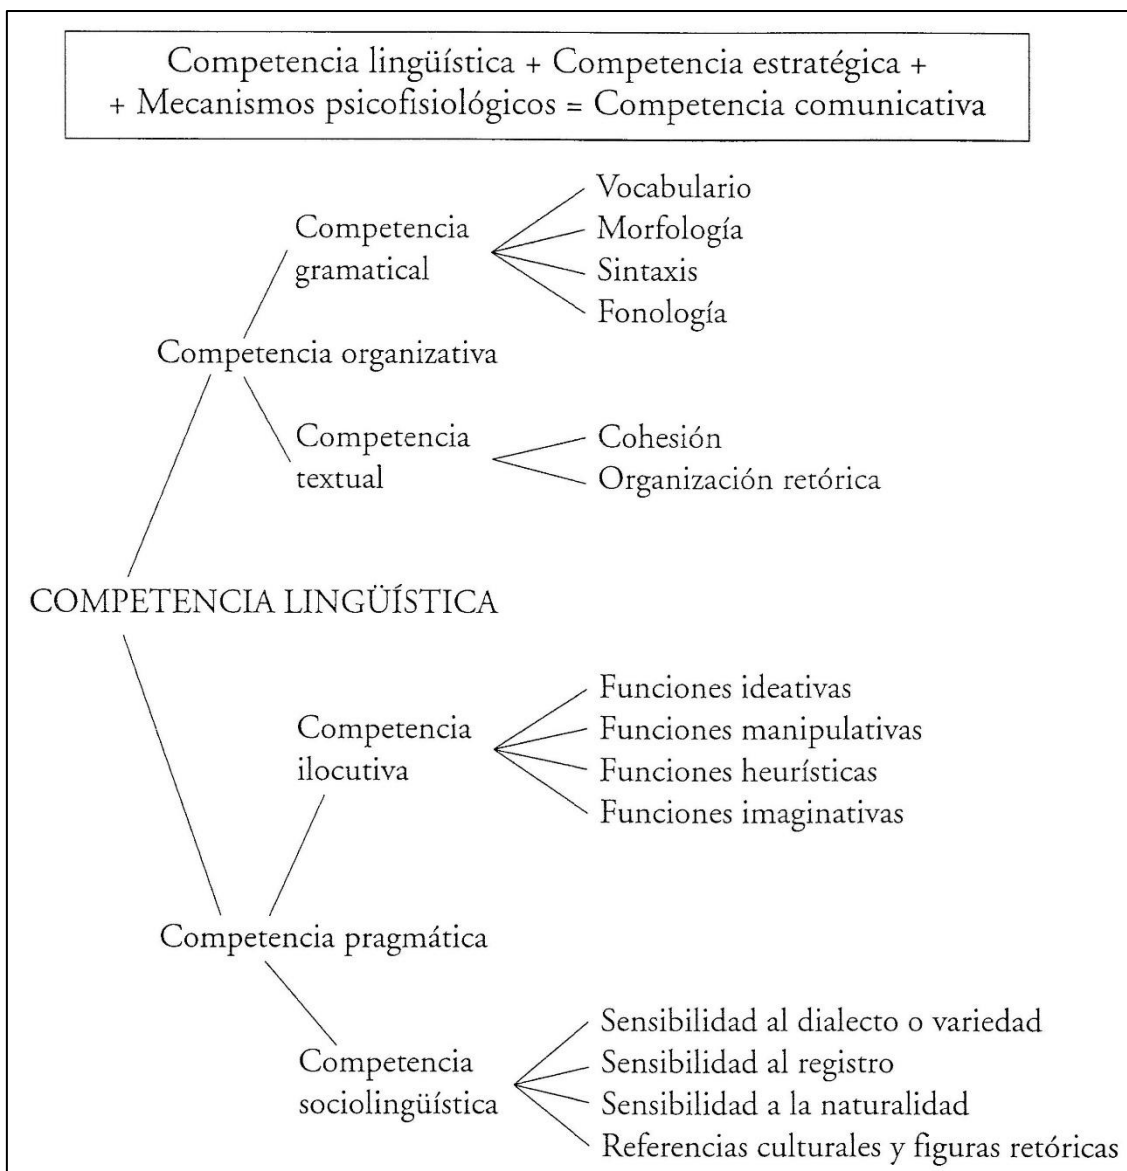 Competencia lingüística + Competencia estratégica +
+ Mecanismos psicofisiológicos = Competencia comunicativa
Vocabulario
Competencia
gramatical
Morfología
Sintaxis
Fonología
Competencia organizativa
Competencia
textual
Cohesión
Organización retórica
COMPETENCIA LINGÜÍSTICA
Funciones ideativas
Competencia
ilocutiva
Funciones manipulativas
Funciones heurísticas
Funciones imaginativas
Competencia pragmática
Sensibilidad al dialecto o variedad
Competencia
sociolingüística
Sensibilidad al registro
Sensibilidad a la naturalidad
Referencias culturales y figuras retóricas